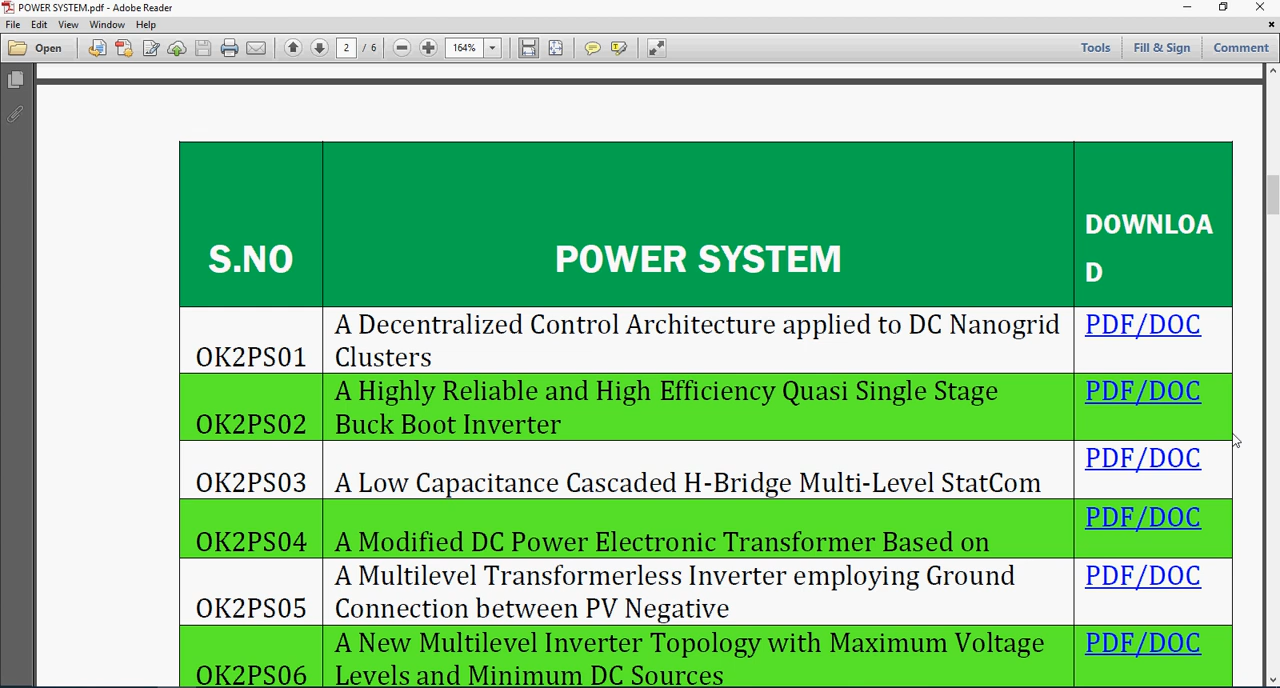 POWER SYSTEM.pdf - Adobe Reader
File Edit View Window Help
Open 2 / 6 164% Tools Fill & Sign Comment
S.NO POWER SYSTEM DOWNLOA
D
OK2PS01 A Decentralized Control Architecture applied to DC Nanogrid
Clusters PDF/DOC
OK2PS02 A Highly Reliable and High Efficiency Quasi Single Stage
Buck Boot Inverter PDF/DOC
OK2PS03 A Low Capacitance Cascaded H-Bridge Multi-Level StatCom PDF/DOC
OK2PS04 A Modified DC Power Electronic Transformer Based on PDF/DOC
OK2PS05 A Multilevel Transformerless Inverter employing Ground
Connection between PV Negative PDF/DOC
OK2PS06 A New Multilevel Inverter Topology with Maximum Voltage
Levels and Minimum DC Sources PDF/DOC